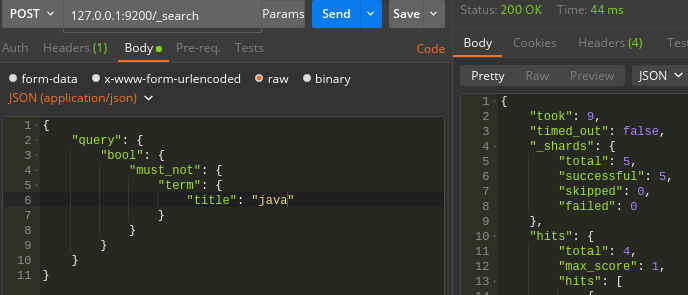 POST 127.0.0.1:9200/_search Params Send Save
Auth Headers (1) Body Pre-req. Tests Code
form-data x-www-form-urlencoded raw binary
JSON (application/json)
1 {
2 "query": {
3 "bool": {
4 "must_not": {
5 "term": {
6 "title": "java"
7 }
8 }
9 }
10 }
11 }
Status: 200 OK Time: 44 ms
Body Cookies Headers (4) Test
Pretty Raw Preview JSON
1 {
2 "took": 9,
3 "timed_out": false,
4 "_shards": {
5 "total": 5,
6 "successful": 5,
7 "skipped": 0,
8 "failed": 0
9 },
10 "hits": {
11 "total": 4,
12 "max_score": 1,
13 "hits": [